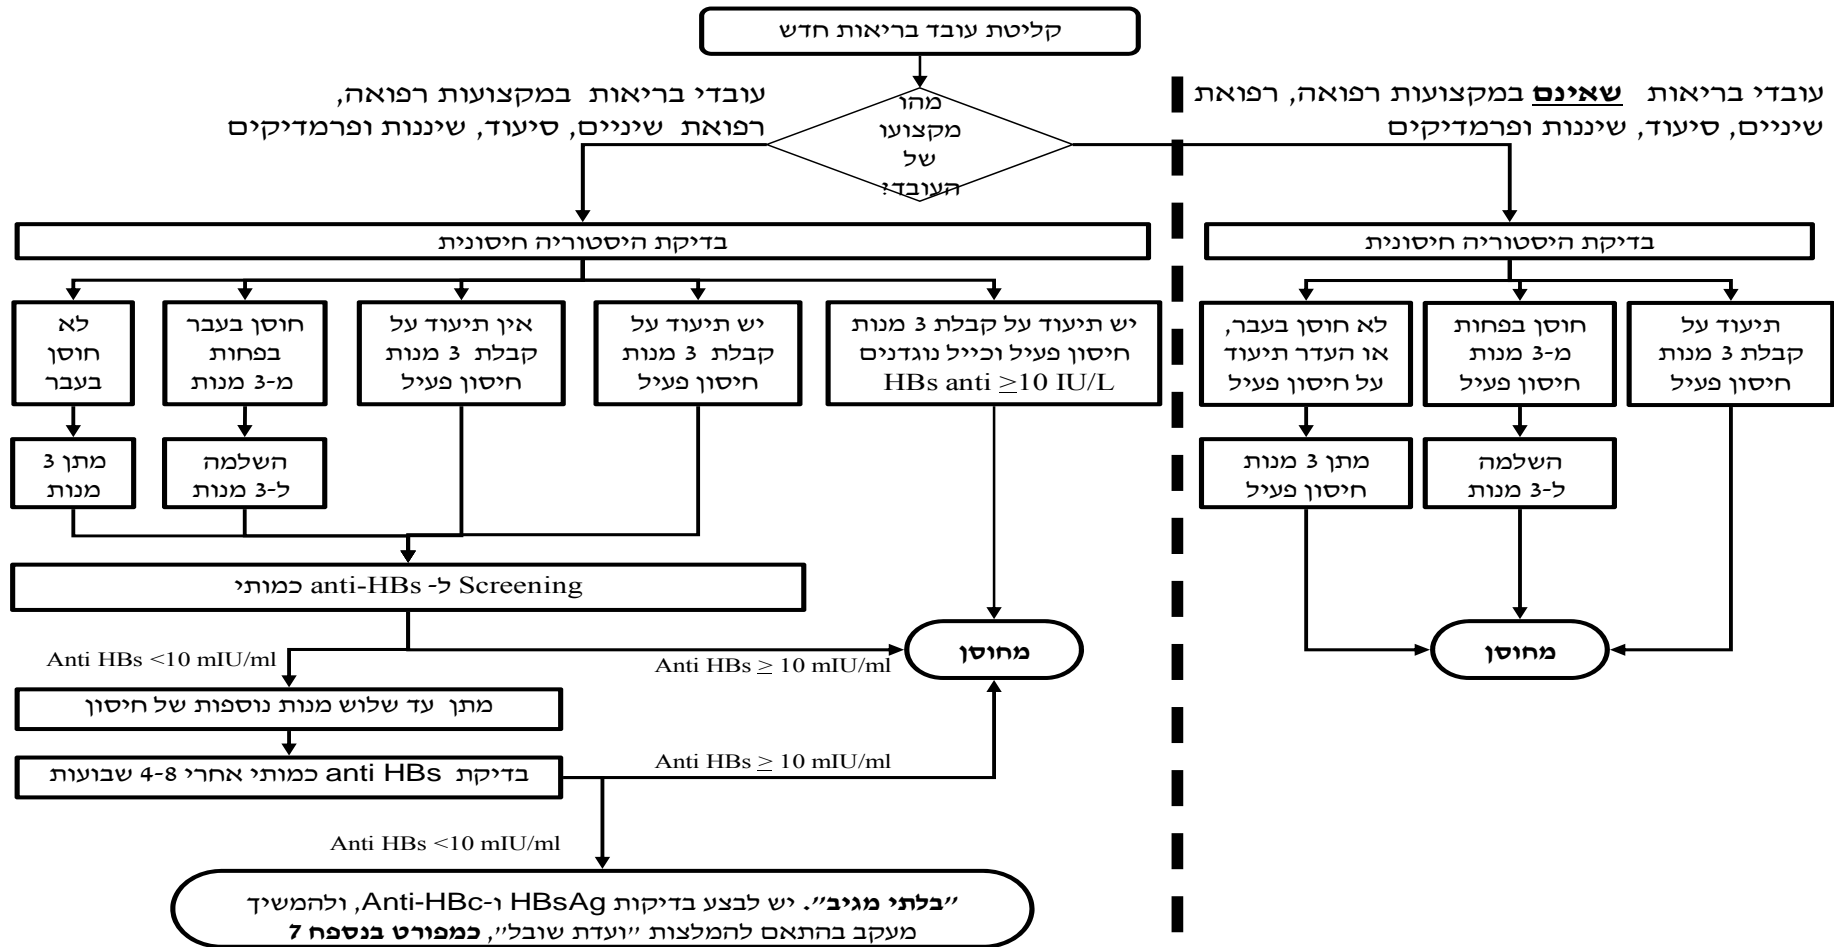 קליטת עובד בריאות חדש
מהו
מקצועו
של
העובד?
עובדי בריאות שאינם במקצועות רפואה, רפואת
שיניים, סיעוד, שיננות ופרמדיקים
עובדי בריאות במקצועות רפואה,
רפואת שיניים, סיעוד, שיננות ופרמדיקים
בדיקת היסטוריה חיסונית
תיעוד על
קבלת 3 מנות
חיסון פעיל
חוסן בפחות
מ-3 מנות
חיסון פעיל
לא חוסן בעבר,
או העדר תיעוד
על חיסון פעיל
השלמה
ל-3 מנות
מתן 3 מנות
חיסון פעיל
מחוסן
בדיקת היסטוריה חיסונית
יש תיעוד על קבלת 3 מנות
חיסון פעיל וכייל נוגדנים
HBs anti ≥10 IU/L
יש תיעוד על
קבלת 3 מנות
חיסון פעיל
אין תיעוד על
קבלת 3 מנות
חיסון פעיל
חוסן בעבר
בפחות
מ-3 מנות
לא
חוסן
בעבר
השלמה
ל-3 מנות
מתן 3
מנות
Screening ל- anti-HBs כמותי
מחוסן
Anti HBs ≥ 10 mIU/ml
Anti HBs <10 mIU/ml
מתן עד שלוש מנות נוספות של חיסון
בדיקת anti HBs כמותי אחרי 4-8 שבועות
Anti HBs ≥ 10 mIU/ml
Anti HBs <10 mIU/ml
"בלתי מגיב". יש לבצע בדיקות HBsAg ו-Anti-HBc, ולהמשיך
מעקב בהתאם להמלצות "ועדת שובל", כמפורט בנספח 7